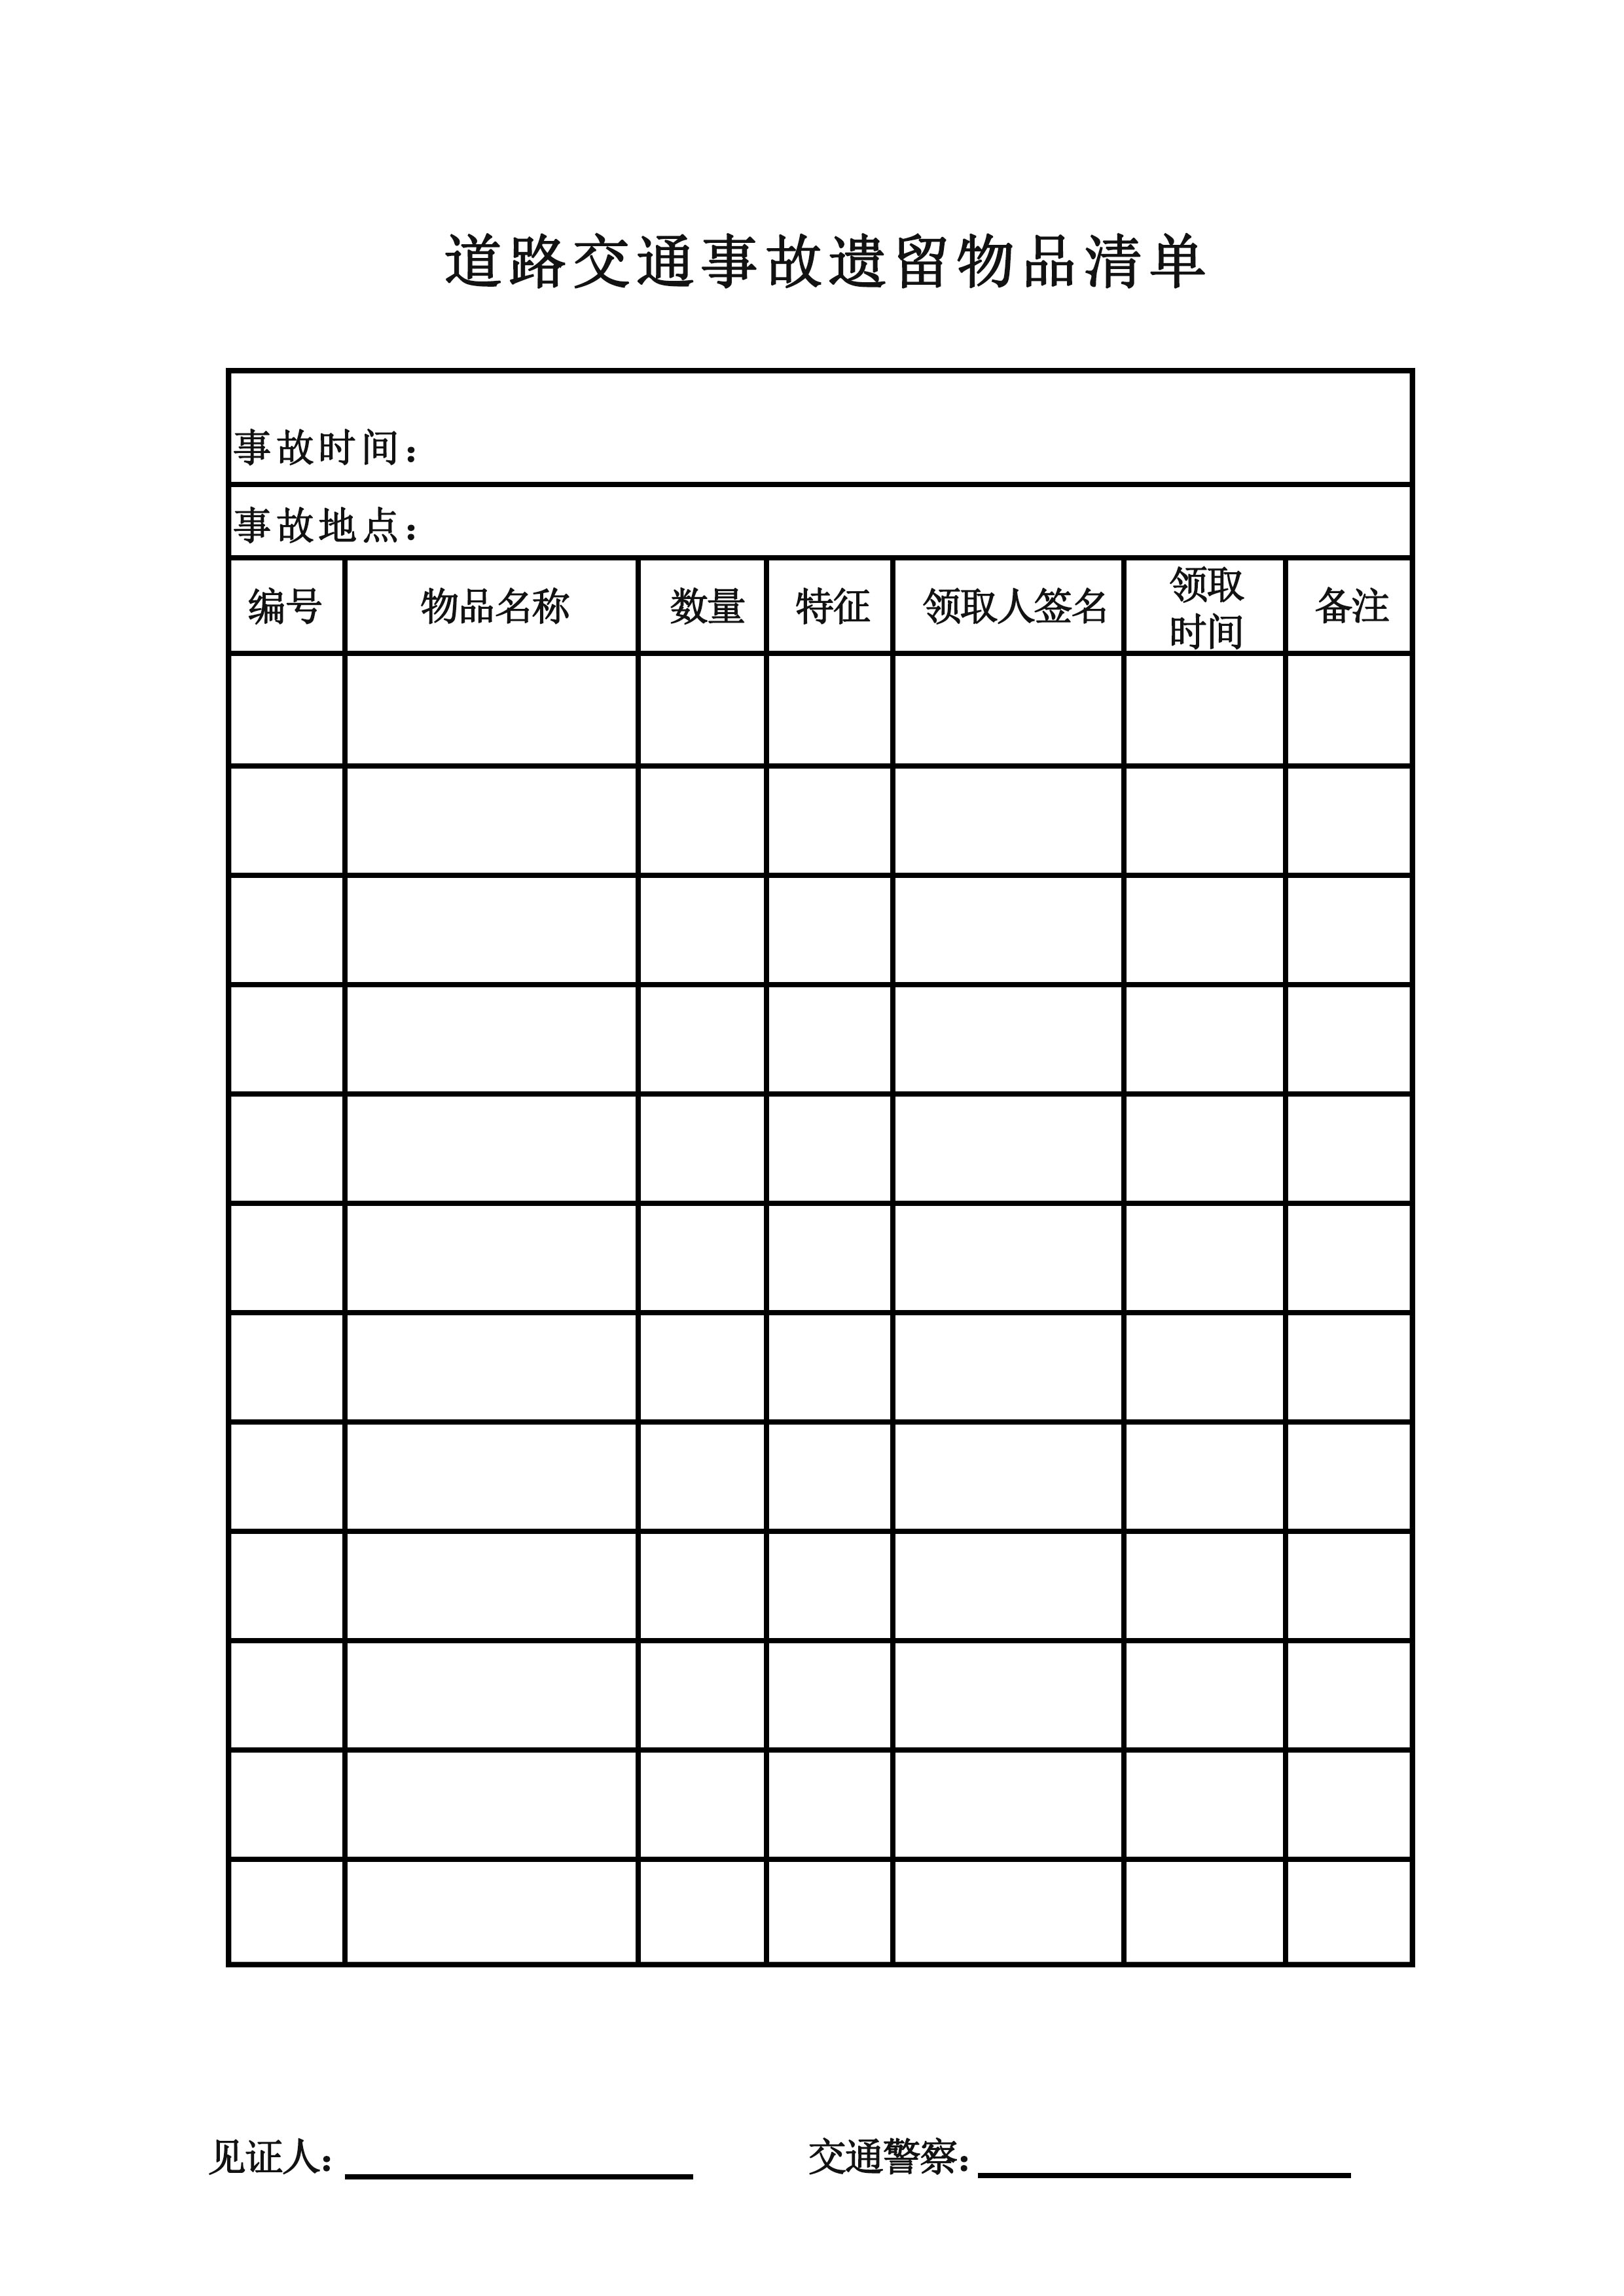 道路交通事故遗留物品清单
事故时间：
事故地点：
编号 物品名称 数量 特征 领取人签名 领取时间 备注
见证人： 交通警察：